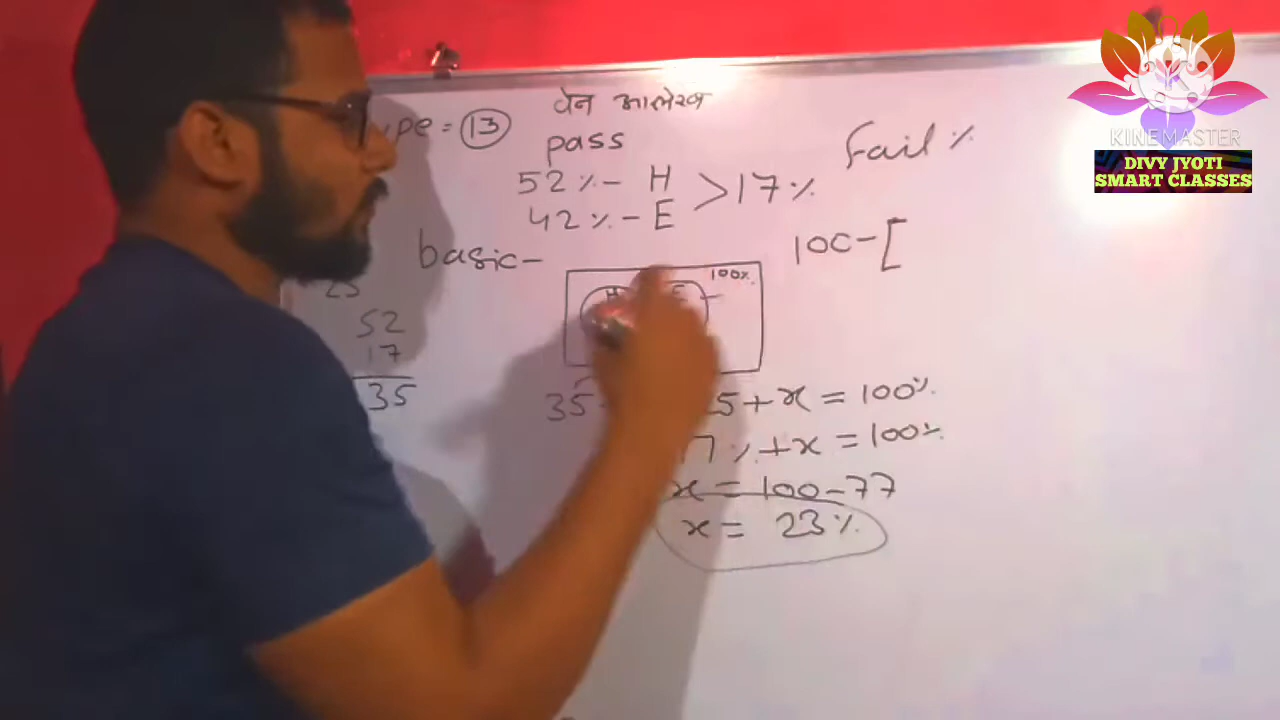 वेन आलेख
pe = 13
pass
Fail %
52 % - H
> 17 %
42 % - E
basic -
100 - [
100%
H E
52
17
35
35
5 + x = 100%
7 % + x = 100%
x = 100 - 77
x = 23 %
KINEMASTER
DIVY JYOTI
SMART CLASSES